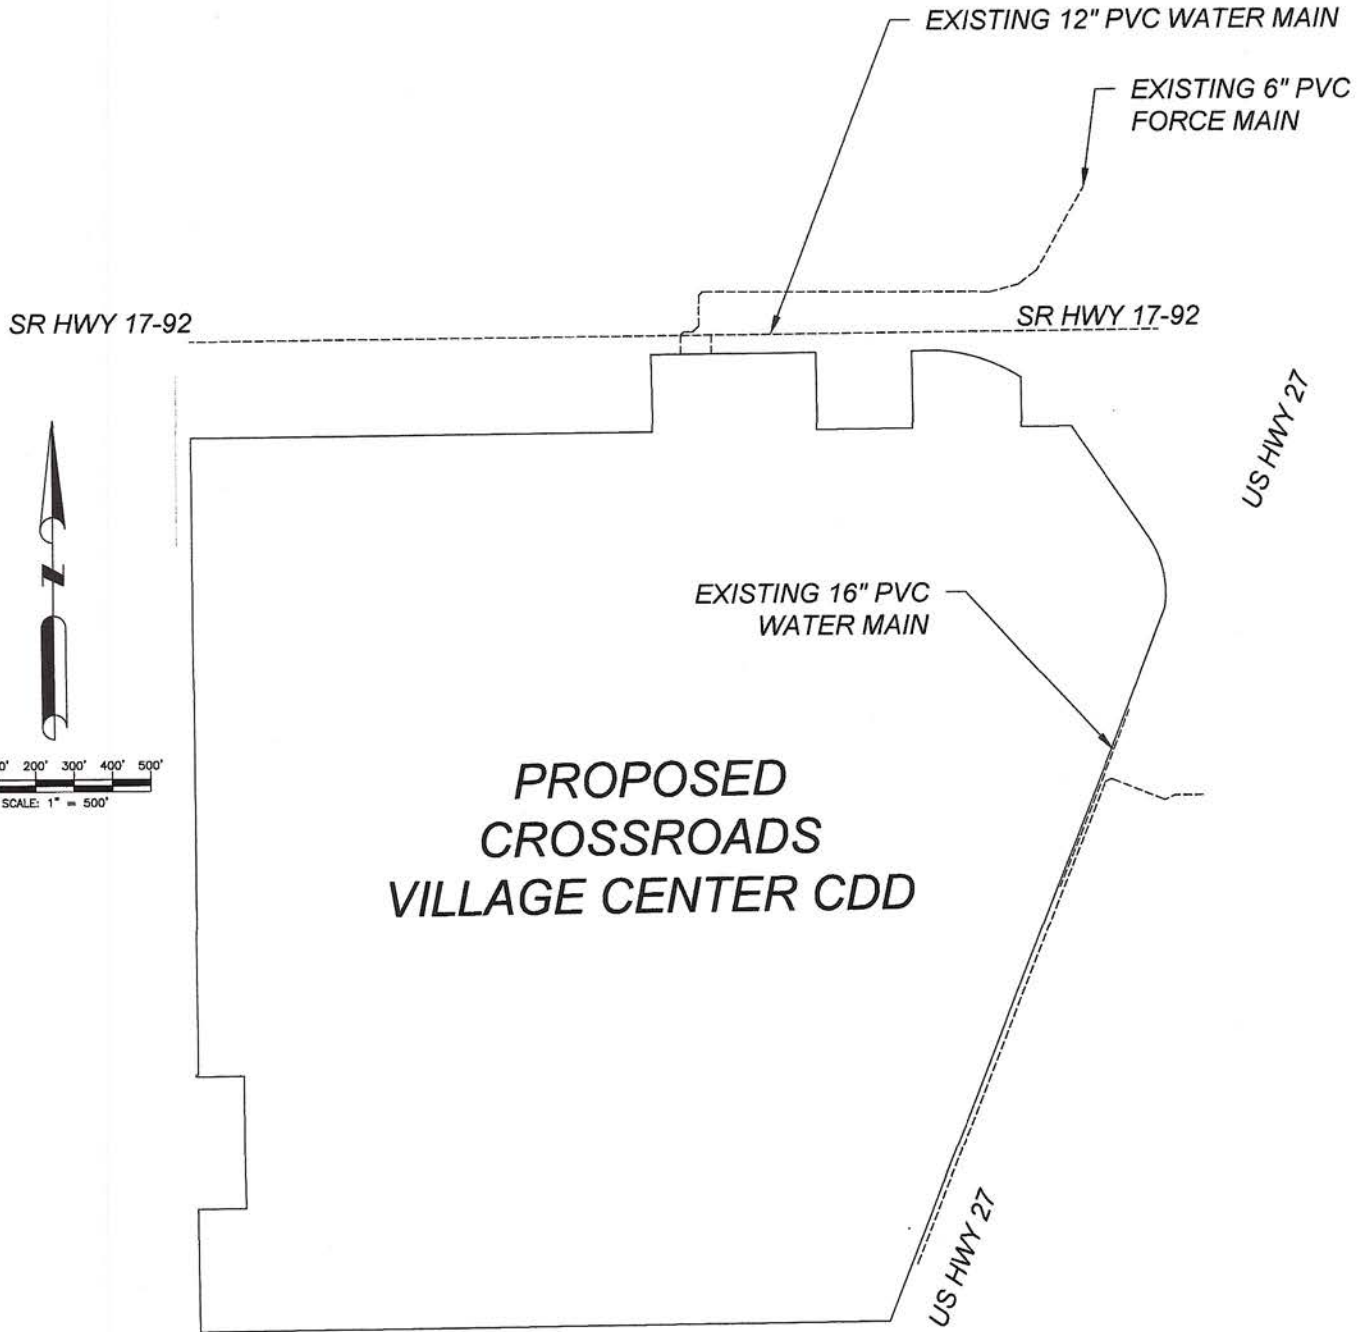 EXISTING 12" PVC WATER MAIN
EXISTING 6" PVC
FORCE MAIN
SR HWY 17-92
SR HWY 17-92
US HWY 27
N
EXISTING 16" PVC
WATER MAIN
200' 300' 400' 500'
SCALE: 1" = 500'
PROPOSED
CROSSROADS
VILLAGE CENTER CDD
US HWY 27